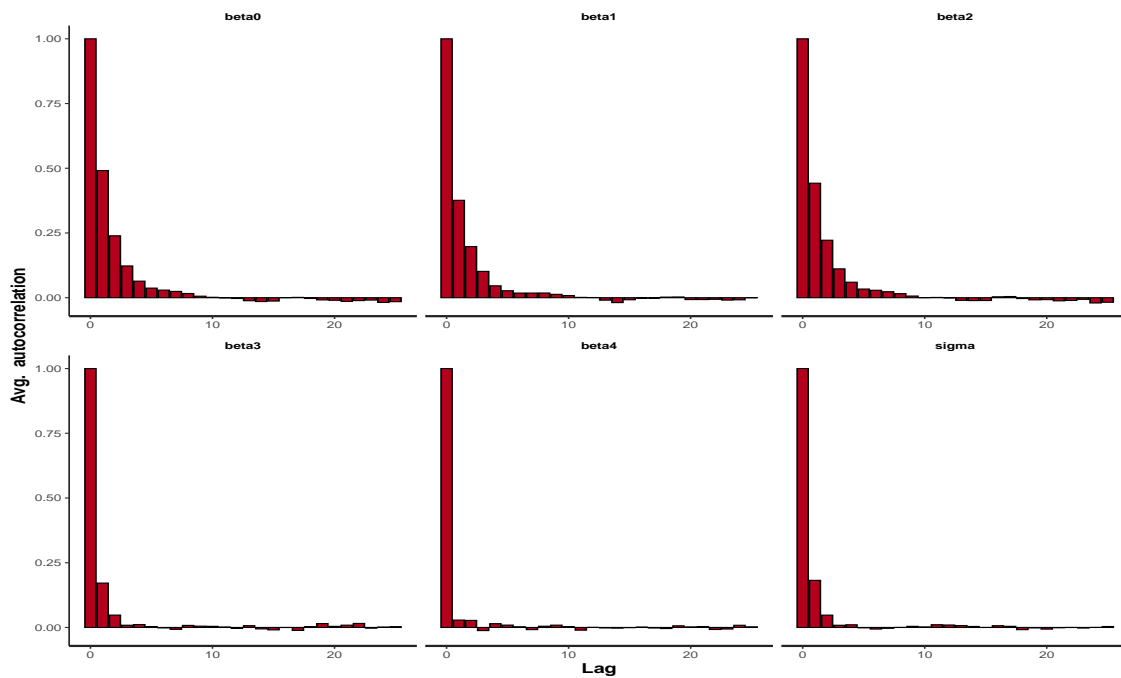 beta0 beta1 beta2
1.00
0.75
0.50
0.25
0.00
0 10 20 0 10 20 0 10 20
beta3 beta4 sigma
1.00
0.75
0.50
0.25
0.00
0 10 20 0 10 20 0 10 20
Avg. autocorrelation
Lag